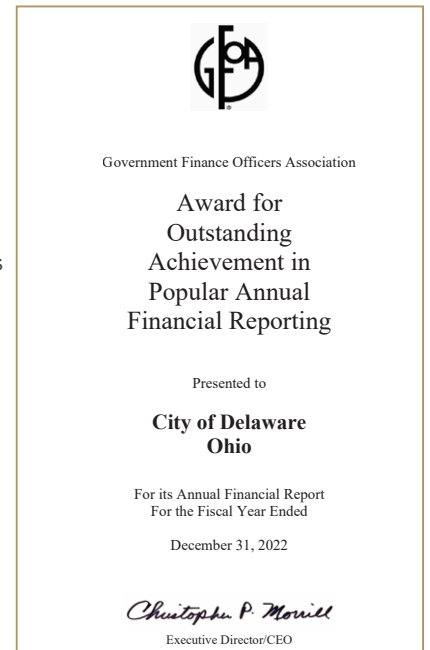 GFOA
Government Finance Officers Association
Award for
Outstanding
Achievement in
Popular Annual
Financial Reporting
Presented to
City of Delaware
Ohio
For its Annual Financial Report
For the Fiscal Year Ended
December 31, 2022
Christopher P. Morrill
Executive Director/CEO